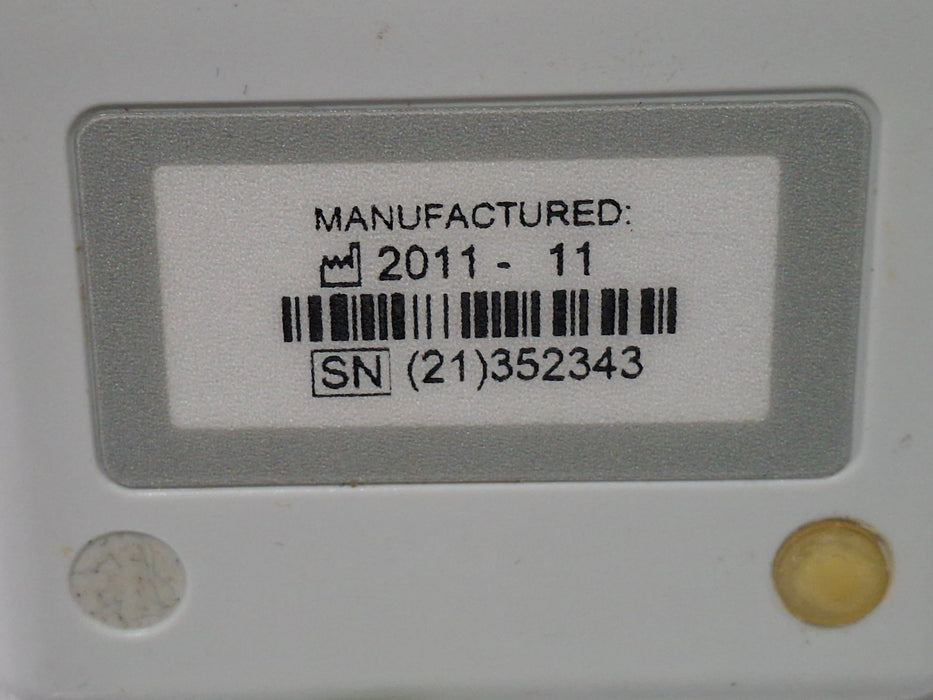 MANUFACTURED:
2011 - 11
SN (21)352343